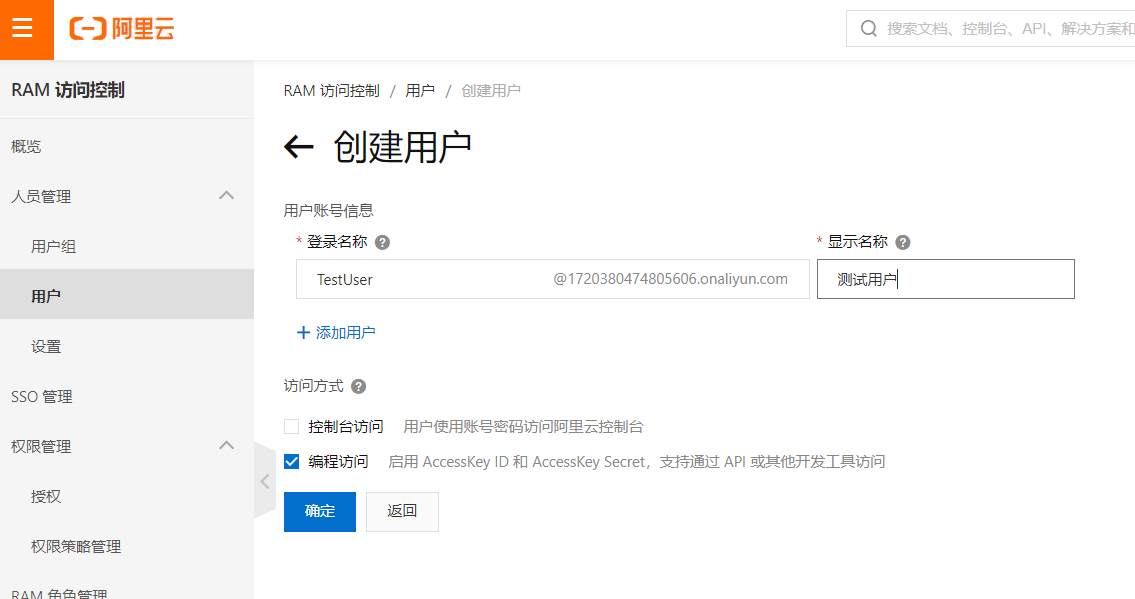 阿里云
搜索文档、控制台、API、解决方案和
RAM 访问控制
概览
人员管理
用户组
用户
设置
SSO 管理
权限管理
授权
权限策略管理
RAM 角色管理
RAM 访问控制 / 用户 / 创建用户
创建用户
用户账号信息
* 登录名称 ?
* 显示名称 ?
TestUser @1720380474805606.onaliyun.com
测试用户
+ 添加用户
访问方式 ?
控制台访问 用户使用账号密码访问阿里云控制台
编程访问 启用 AccessKey ID 和 AccessKey Secret，支持通过 API 或其他开发工具访问
确定 返回